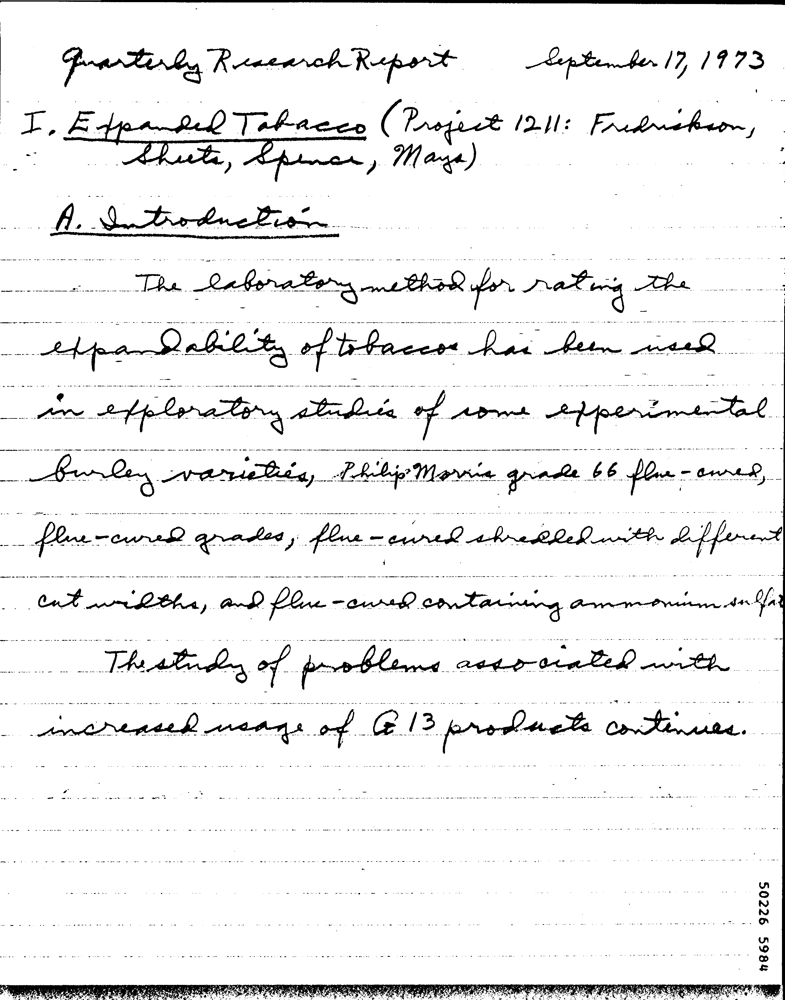 Quarterly Research Report September 17, 1973
I. Expanded Tobacco (Project 1211: Fredrickson,
Sheets, Spence, Mays)
A. Introduction
The laboratory method for rating the
expandability of tobaccos has been used
in exploratory studies of some experimental
burley varieties, Philip Morris grade 66 flue-cured,
flue-cured grades, flue-cured shredded with different
cut widths, and flue-cured containing ammonium sulfat
The study of problems associated with
increased usage of G 13 products continues.
50226 5984